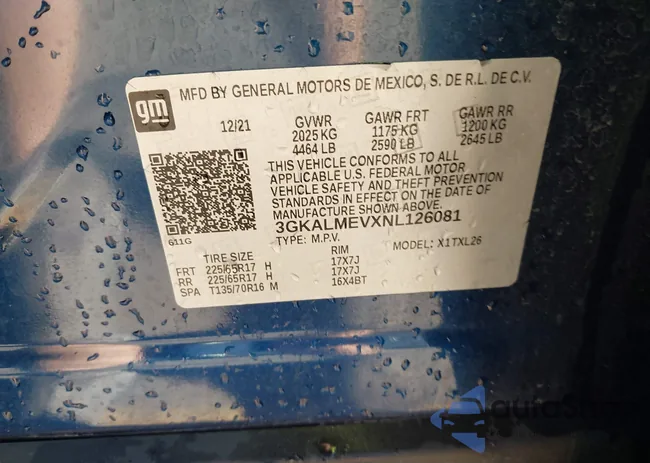 gm
MFD BY GENERAL MOTORS DE MEXICO, S. DE R.L. DE C.V.
12/21 GVWR GAWR FRT GAWR RR
2025 KG 1175 KG 1200 KG
4464 LB 2590 LB 2645 LB
THIS VEHICLE CONFORMS TO ALL
APPLICABLE U.S. FEDERAL MOTOR
VEHICLE SAFETY AND THEFT PREVENTION
STANDARDS IN EFFECT ON THE DATE OF
MANUFACTURE SHOWN ABOVE.
3GKALMEVXNL126081
611G
TYPE: M.P.V. MODEL: X1TXL26
TIRE SIZE RIM
FRT 225/65R17 H 17X7J
RR 225/65R17 H 17X7J
SPA T135/70R16 M 16X4BT